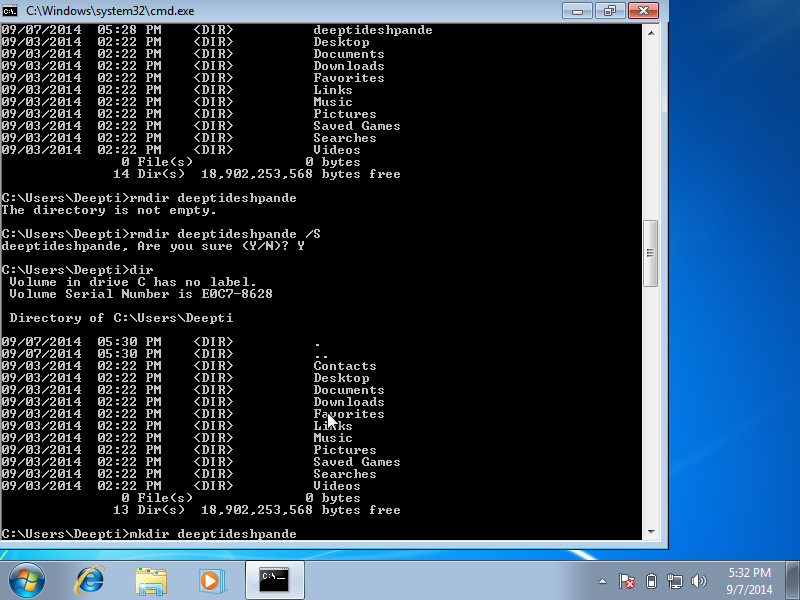 C:\Windows\system32\cmd.exe
09/07/2014  05:28 PM    <DIR>          deeptideshpande
09/03/2014  02:22 PM    <DIR>          Desktop
09/03/2014  02:22 PM    <DIR>          Documents
09/03/2014  02:22 PM    <DIR>          Downloads
09/03/2014  02:22 PM    <DIR>          Favorites
09/03/2014  02:22 PM    <DIR>          Links
09/03/2014  02:22 PM    <DIR>          Music
09/03/2014  02:22 PM    <DIR>          Pictures
09/03/2014  02:22 PM    <DIR>          Saved Games
09/03/2014  02:22 PM    <DIR>          Searches
09/03/2014  02:22 PM    <DIR>          Videos
0 File(s)              0 bytes
14 Dir(s)  18,902,253,568 bytes free
C:\Users\Deepti>rmdir deeptideshpande
The directory is not empty.
C:\Users\Deepti>rmdir deeptideshpande /S
deeptideshpande, Are you sure (Y/N)? Y
C:\Users\Deepti>dir
Volume in drive C has no label.
Volume Serial Number is E0C7-8628
Directory of C:\Users\Deepti
09/07/2014  05:30 PM    <DIR>          .
09/07/2014  05:30 PM    <DIR>          ..
09/03/2014  02:22 PM    <DIR>          Contacts
09/03/2014  02:22 PM    <DIR>          Desktop
09/03/2014  02:22 PM    <DIR>          Documents
09/03/2014  02:22 PM    <DIR>          Downloads
09/03/2014  02:22 PM    <DIR>          Favorites
09/03/2014  02:22 PM    <DIR>          Links
09/03/2014  02:22 PM    <DIR>          Music
09/03/2014  02:22 PM    <DIR>          Pictures
09/03/2014  02:22 PM    <DIR>          Saved Games
09/03/2014  02:22 PM    <DIR>          Searches
09/03/2014  02:22 PM    <DIR>          Videos
0 File(s)              0 bytes
13 Dir(s)  18,902,253,568 bytes free
C:\Users\Deepti>mkdir deeptideshpande
C:\
5:32 PM
9/7/2014